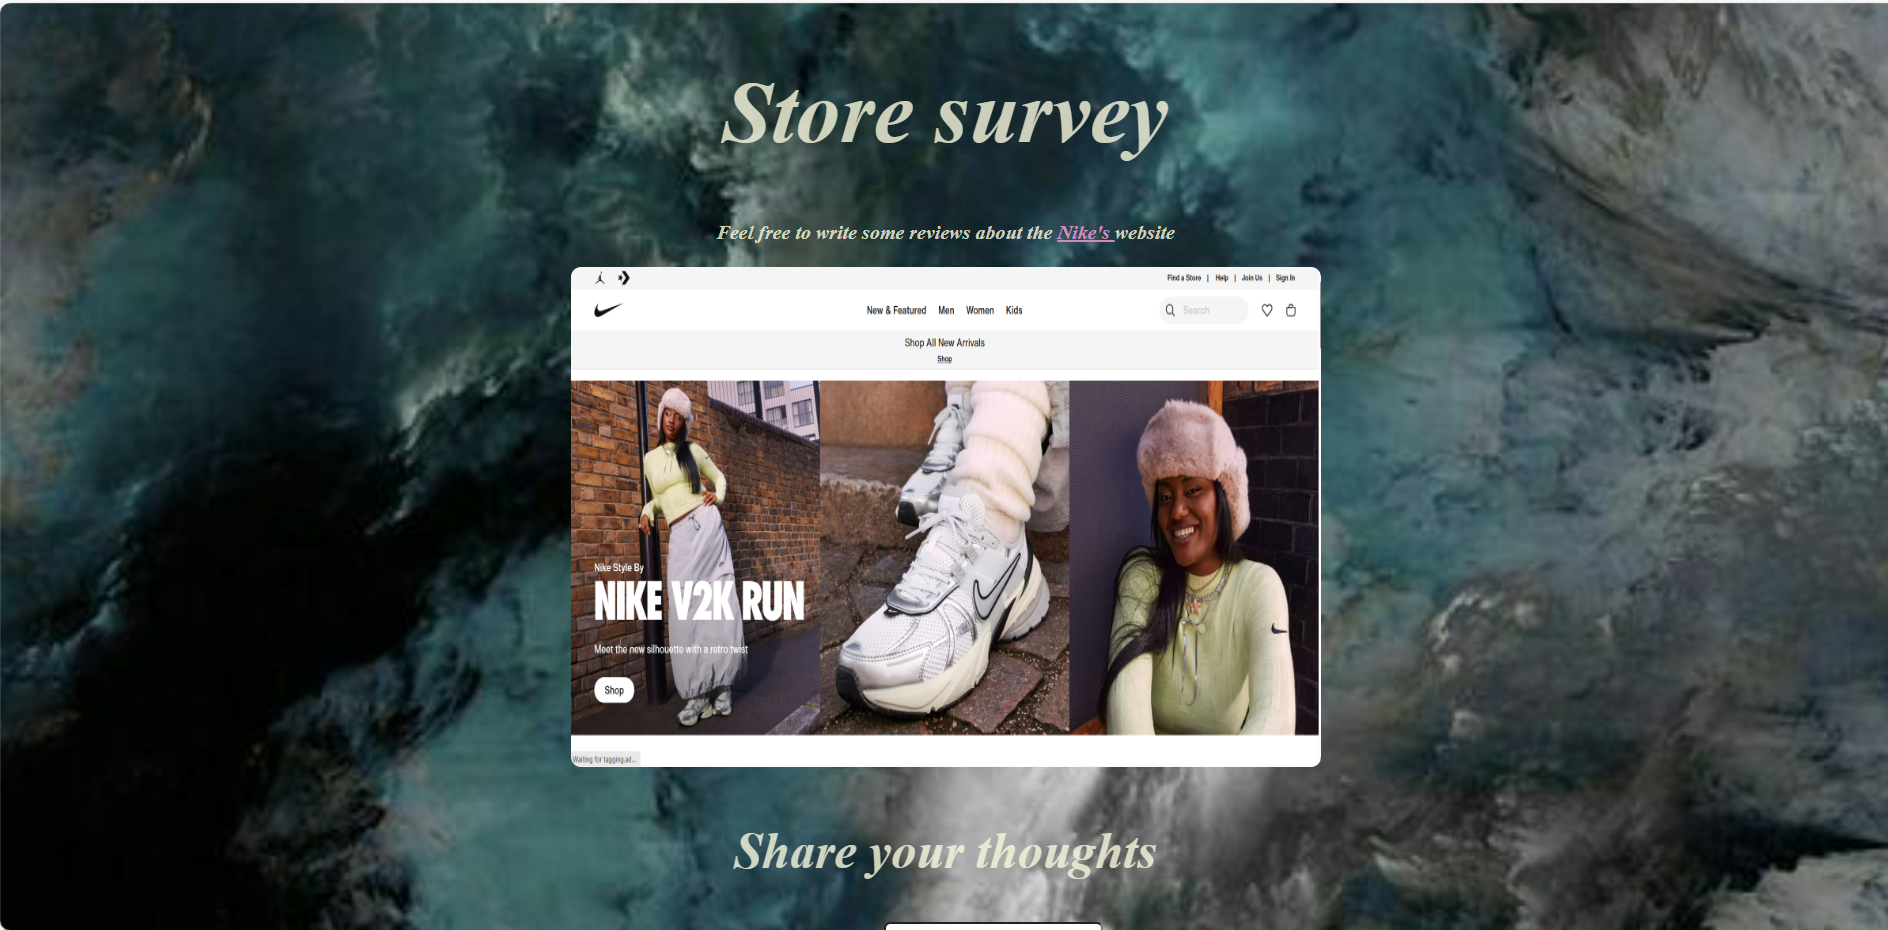 Store survey
Feel free to write some reviews about the Nike's website
Find a Store | Help | Join Us | Sign In
New & Featured Men Women Kids
Search
Shop All New Arrivals
Shop
Nike Style By
NIKE V2K RUN
Meet the new silhouette with a retro twist
Shop
Waiting for tagging.ad...
Share your thoughts